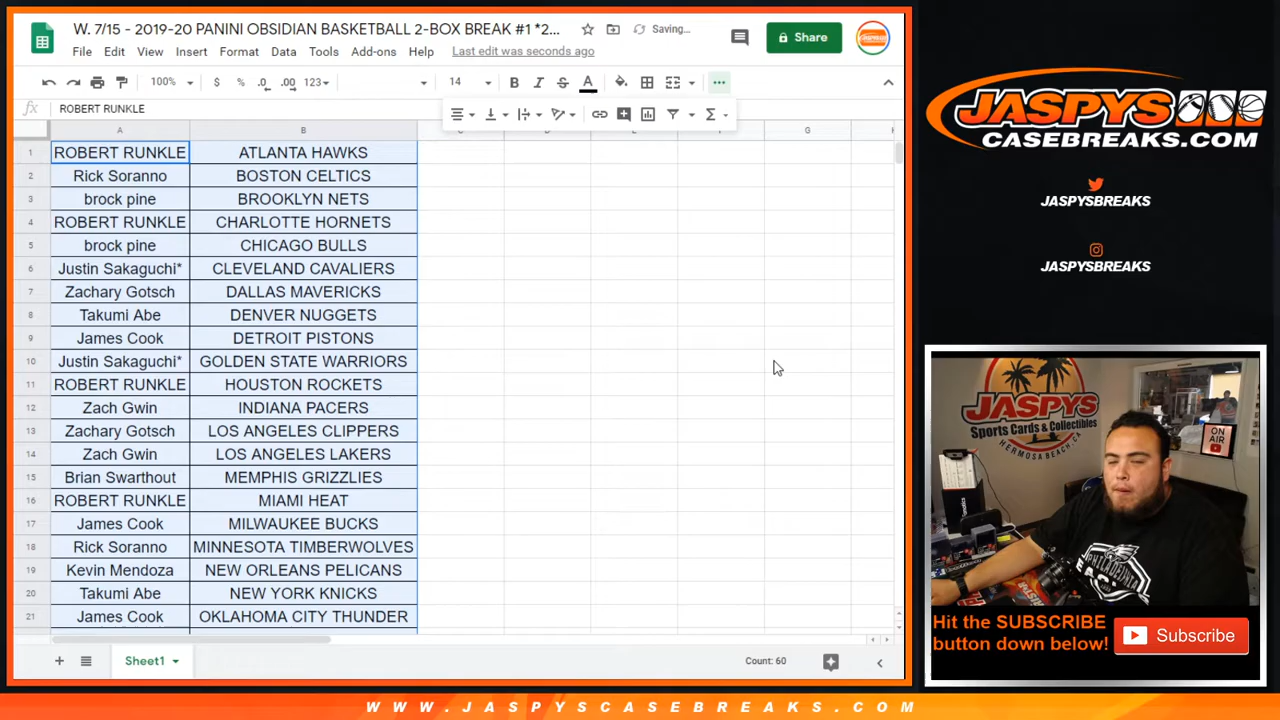 W. 7/15 - 2019-20 PANINI OBSIDIAN BASKETBALL 2-BOX BREAK #1 *2...
Saving...
Share
File Edit View Insert Format Data Tools Add-ons Help Last edit was seconds ago
100% $ % .0 .00 123 14 B I S A
fx ROBERT RUNKLE
A B C D E F G H
1 ROBERT RUNKLE ATLANTA HAWKS
2 Rick Soranno BOSTON CELTICS
3 brock pine BROOKLYN NETS
4 ROBERT RUNKLE CHARLOTTE HORNETS
5 brock pine CHICAGO BULLS
6 Justin Sakaguchi* CLEVELAND CAVALIERS
7 Zachary Gotsch DALLAS MAVERICKS
8 Takumi Abe DENVER NUGGETS
9 James Cook DETROIT PISTONS
10 Justin Sakaguchi* GOLDEN STATE WARRIORS
11 ROBERT RUNKLE HOUSTON ROCKETS
12 Zach Gwin INDIANA PACERS
13 Zachary Gotsch LOS ANGELES CLIPPERS
14 Zach Gwin LOS ANGELES LAKERS
15 Brian Swarthout MEMPHIS GRIZZLIES
16 ROBERT RUNKLE MIAMI HEAT
17 James Cook MILWAUKEE BUCKS
18 Rick Soranno MINNESOTA TIMBERWOLVES
19 Kevin Mendoza NEW ORLEANS PELICANS
20 Takumi Abe NEW YORK KNICKS
21 James Cook OKLAHOMA CITY THUNDER
Sheet1
Count: 60
JASPYS
CASEBREAKS.COM
JASPYSBREAKS
JASPYSBREAKS
JASPYS
Sports Cards & Collectibles
HERMOSA BEACH, CA
ON
AIR
PHILADELPHIA
EAGLES
Hit the SUBSCRIBE
button down below!
Subscribe
WWW.JASPYSCASEBREAKS.COM